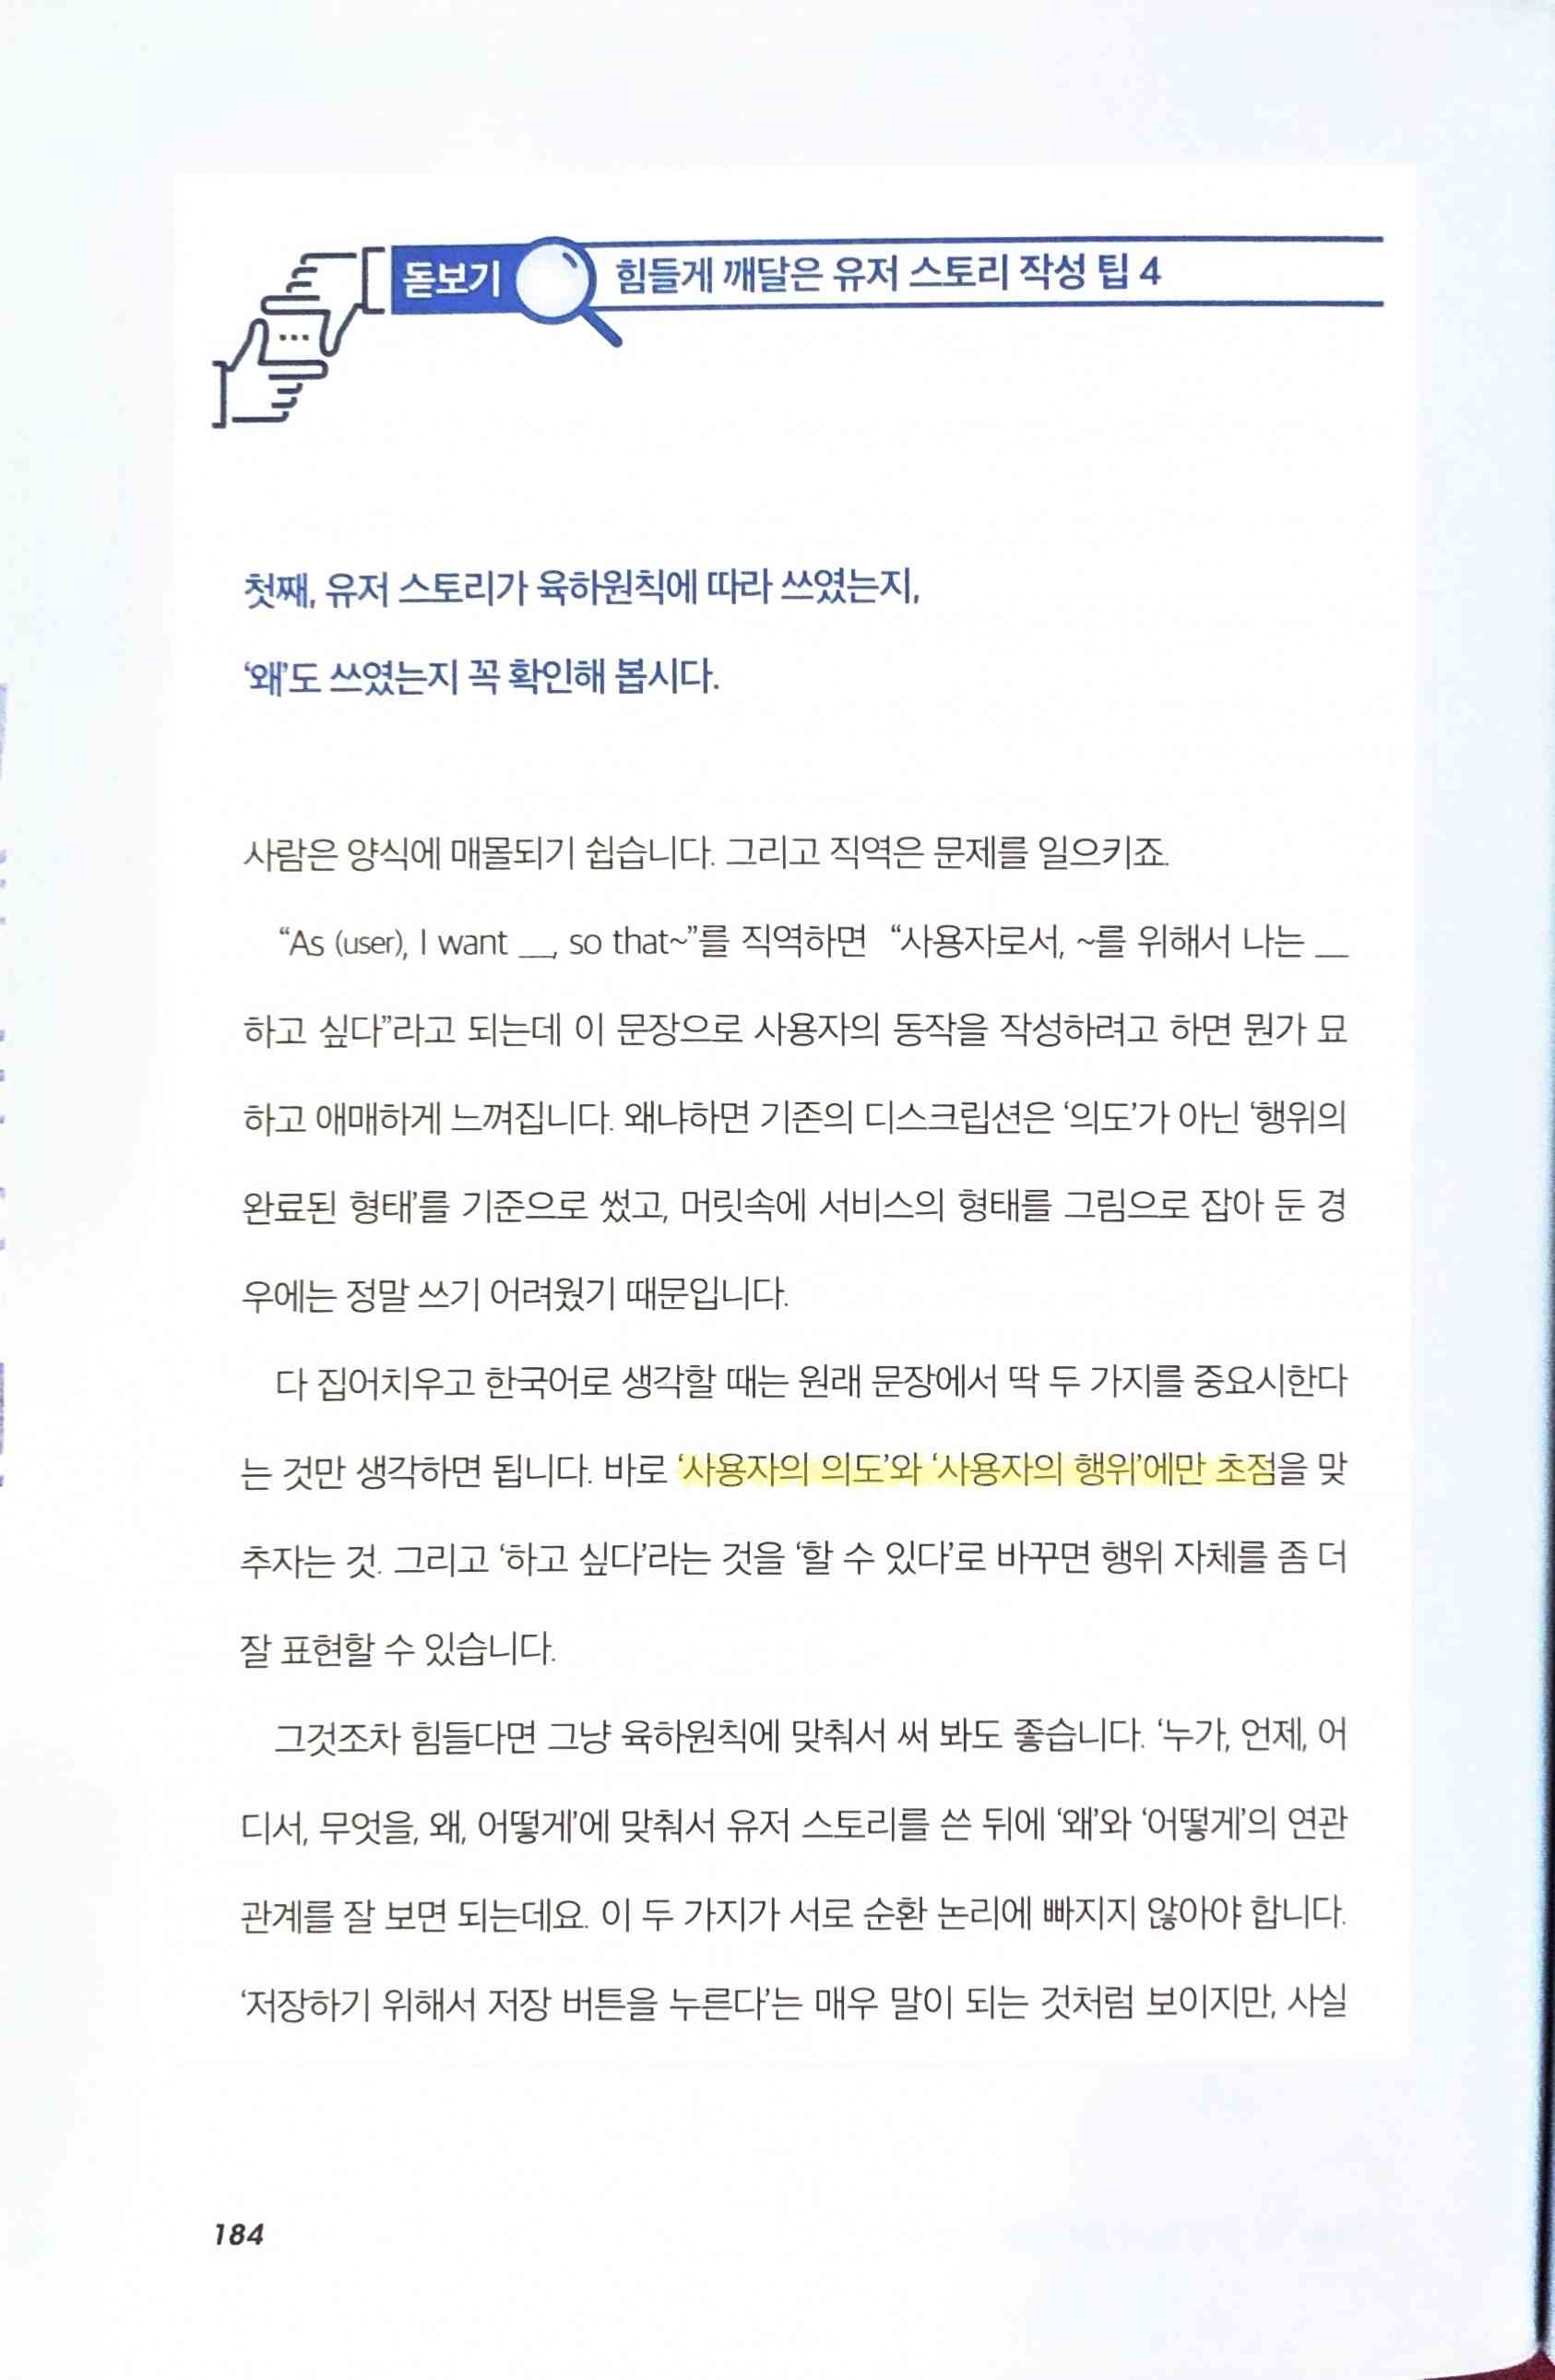 돋보기
힘들게 깨달은 유저 스토리 작성 팁 4
첫째, 유저 스토리가 육하원칙에 따라 쓰였는지,
‘왜’도 쓰였는지 꼭 확인해 봅시다.
사람은 양식에 매몰되기 쉽습니다. 그리고 직역은 문제를 일으키죠.
“As (user), I want __, so that~”를 직역하면 “사용자로서, ~를 위해서 나는 __
하고 싶다”라고 되는데 이 문장으로 사용자의 동작을 작성하려고 하면 뭔가 묘
하고 애매하게 느껴집니다. 왜냐하면 기존의 디스크립션은 ‘의도’가 아닌 ‘행위의
완료된 형태’를 기준으로 썼고, 머릿속에 서비스의 형태를 그림으로 잡아 둔 경
우에는 정말 쓰기 어려웠기 때문입니다.
다 집어치우고 한국어로 생각할 때는 원래 문장에서 딱 두 가지를 중요시한다
는 것만 생각하면 됩니다. 바로 ‘사용자의 의도’와 ‘사용자의 행위’에만 초점을 맞
추자는 것. 그리고 ‘하고 싶다’라는 것을 ‘할 수 있다’로 바꾸면 행위 자체를 좀 더
잘 표현할 수 있습니다.
그것조차 힘들다면 그냥 육하원칙에 맞춰서 써 봐도 좋습니다. ‘누가, 언제, 어
디서, 무엇을, 왜, 어떻게’에 맞춰서 유저 스토리를 쓴 뒤에 ‘왜’와 ‘어떻게’의 연관
관계를 잘 보면 되는데요. 이 두 가지가 서로 순환 논리에 빠지지 않아야 합니다.
‘저장하기 위해서 저장 버튼을 누른다’는 매우 말이 되는 것처럼 보이지만, 사실
184